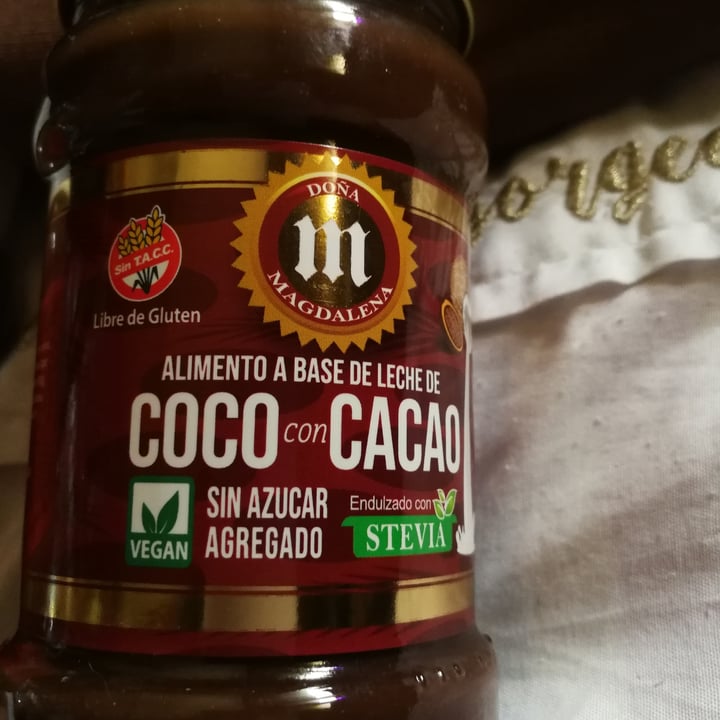 DOÑA
m
MAGDALENA
Sin T.A.C.C.
Libre de Gluten
ALIMENTO A BASE DE LECHE DE
COCO con CACAO
VEGAN
SIN AZUCAR
AGREGADO
Endulzado con
STEVIA